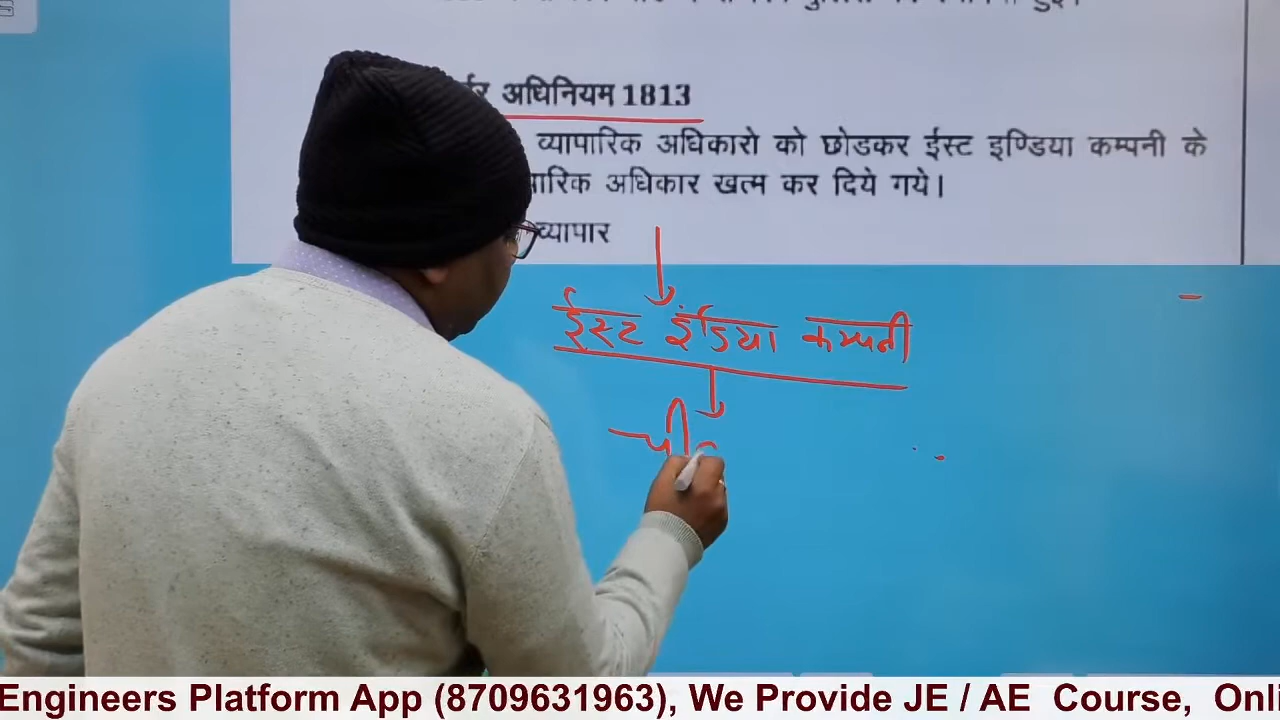 अधिनियम 1813
व्यापारिक अधिकारो को छोडकर ईस्ट इण्डिया कम्पनी के
अधिकार खत्म कर दिये गये।
व्यापार
ईस्ट इंडिया कम्पनी
Engineers Platform App (8709631963), We Provide JE / AE Course, Onli